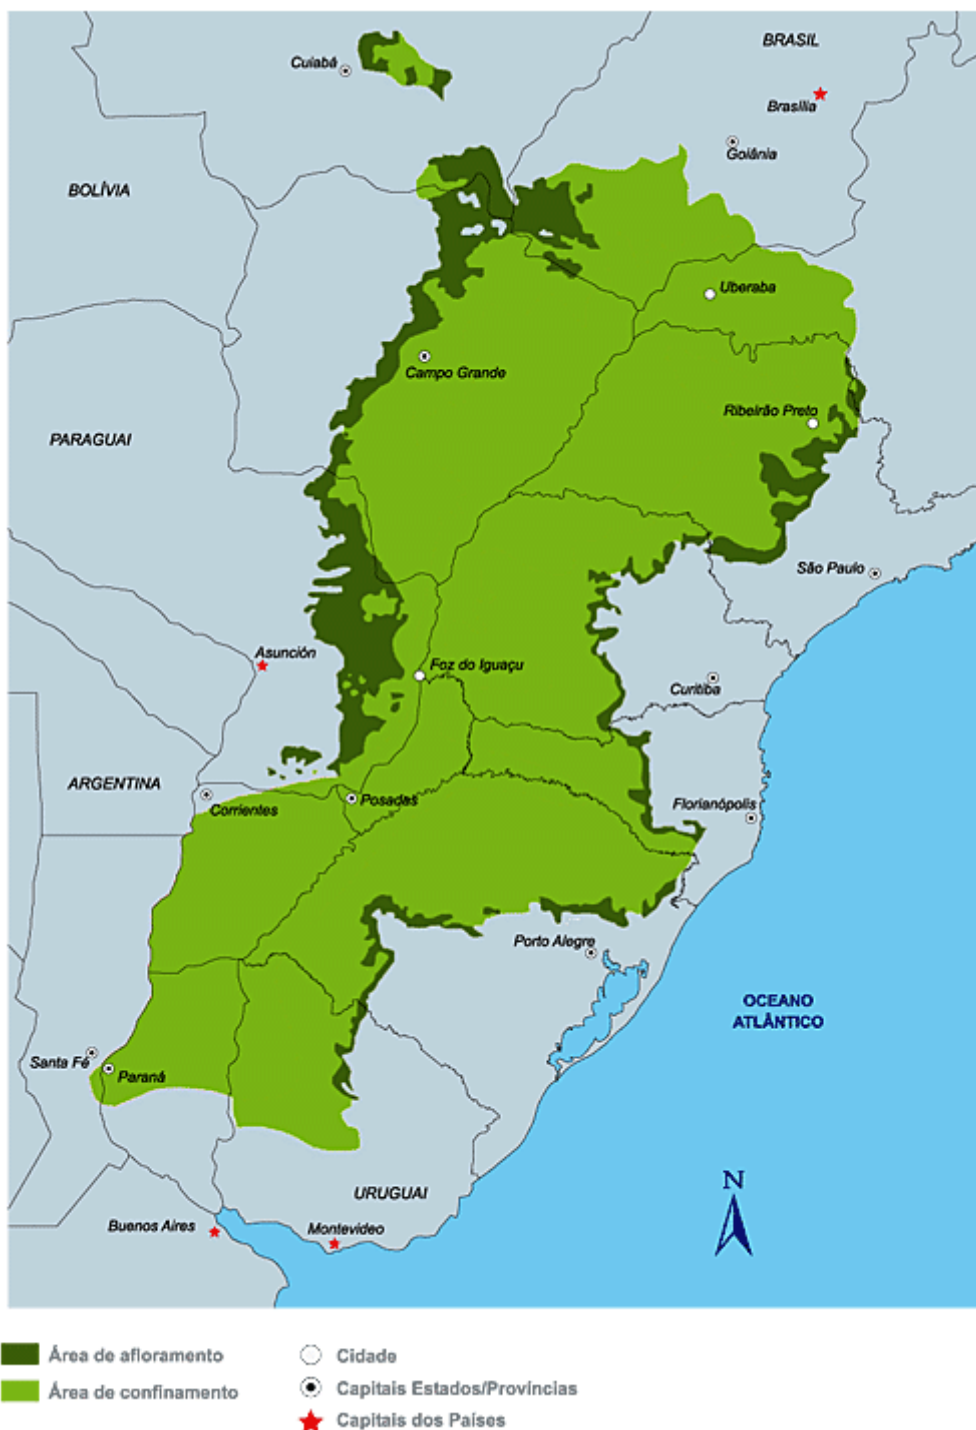 BRASIL
Cuiabá
Brasília
Goiânia
BOLÍVIA
Uberaba
Campo Grande
Ribeirão Preto
PARAGUAI
São Paulo
Asunción
Foz do Iguaçu
Curitiba
ARGENTINA
Corrientes
Posadas
Florianópolis
Porto Alegre
OCEANO
ATLÂNTICO
Santa Fé
Paraná
N
URUGUAI
Buenos Aires
Montevideo
Área de afloramento
Cidade
Área de confinamento
Capitais Estados/Províncias
Capitais dos Países